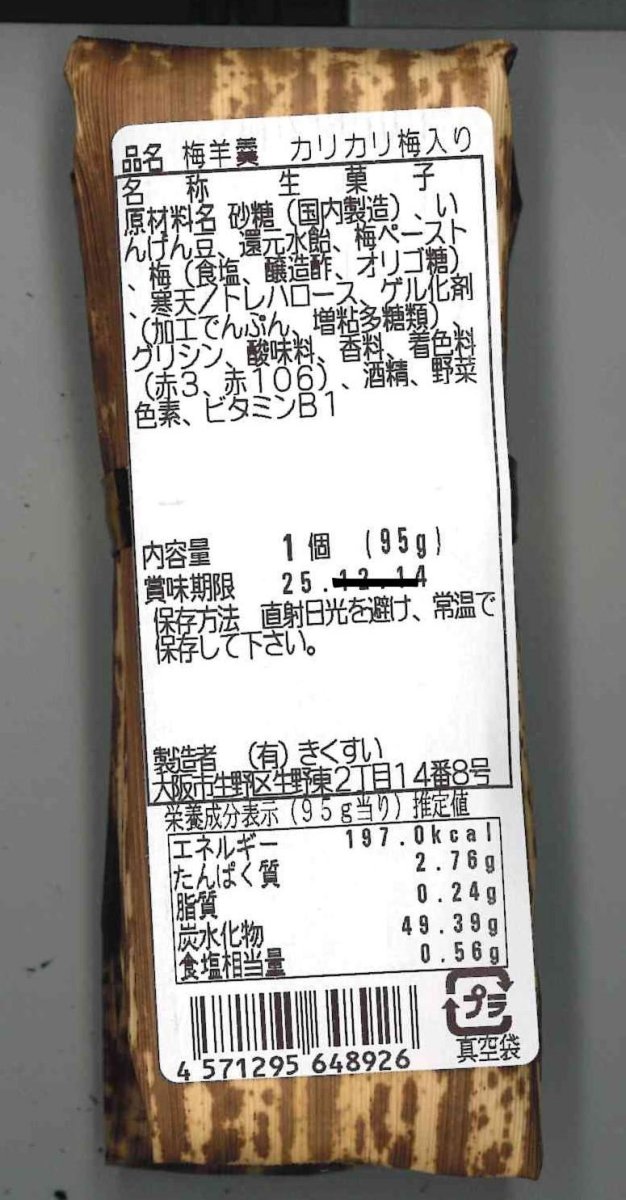 品名 梅羊羹 カリカリ梅入り
名称 生菓子
原材料名 砂糖（国内製造）、い
んげん豆、還元水飴、梅ペースト
、梅（食塩、醸造酢、オリゴ糖）
、寒天／トレハロース、ゲル化剤
（加工でんぷん、増粘多糖類）、
グリシン、酸味料、香料、着色料
（赤3、赤106）、酒精、野菜
色素、ビタミンB1
内容量 1個 (95g)
賞味期限 25.12.14
保存方法 直射日光を避け、常温で
保存して下さい。
製造者 （有）きくすい
大阪市生野区生野東2丁目14番8号
栄養成分表示（95g当り）推定値
エネルギー 197.0kcal
たんぱく質 2.76g
脂質 0.24g
炭水化物 49.39g
食塩相当量 0.56g
プラ
真空袋
4 571295 648926